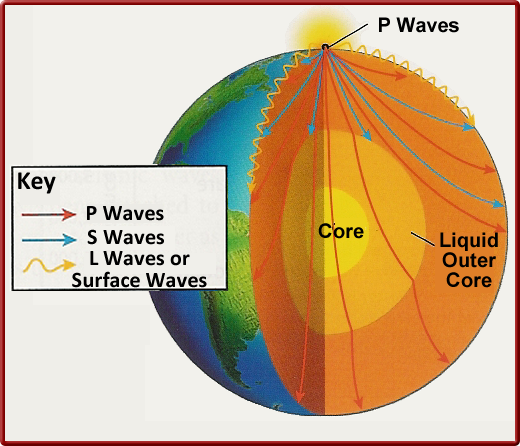 P Waves
Key
P Waves
S Waves
L Waves or
Surface Waves
Core
Liquid
Outer
Core